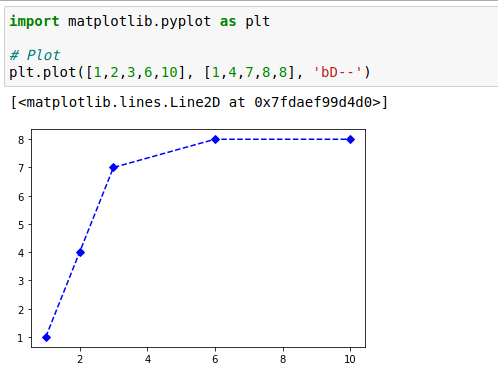 import matplotlib.pyplot as plt
# Plot
plt.plot([1,2,3,6,10], [1,4,7,8,8], 'bD--')
[<matplotlib.lines.Line2D at 0x7fdaef99d4d0>]
8
7
6
5
4
3
2
1
2 4 6 8 10